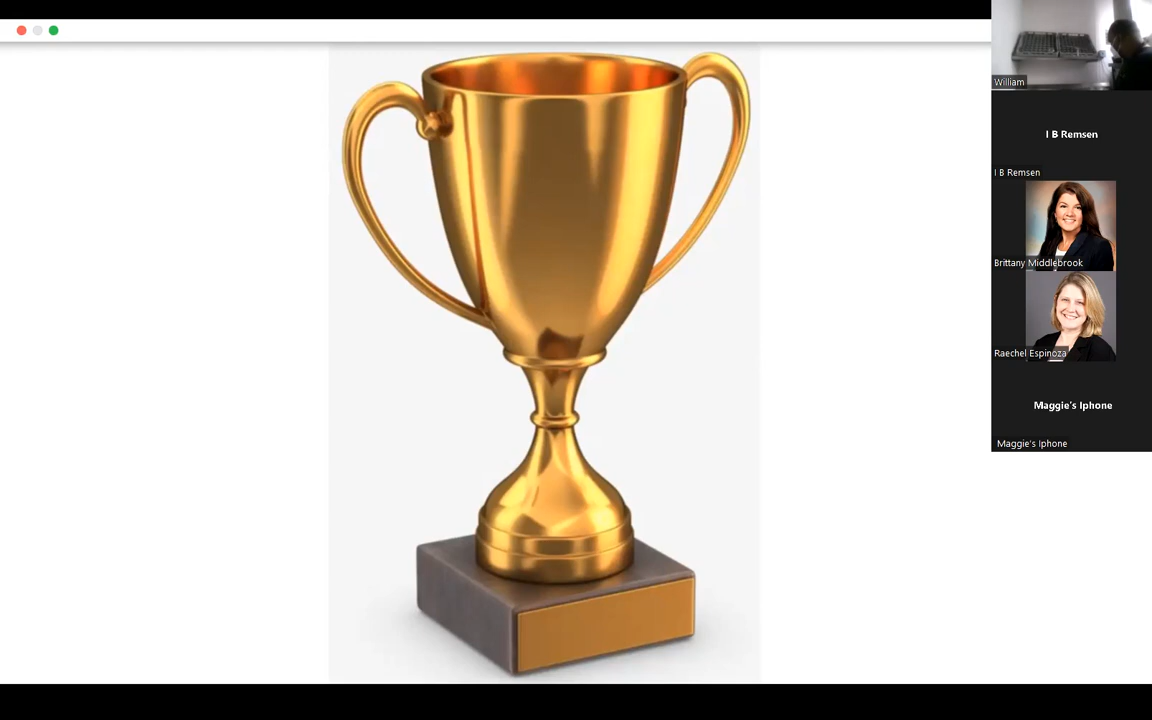 William
I B Remsen
I B Remsen
Brittany Middlebrook
Raechel Espinoza
Maggie's Iphone
Maggie's Iphone